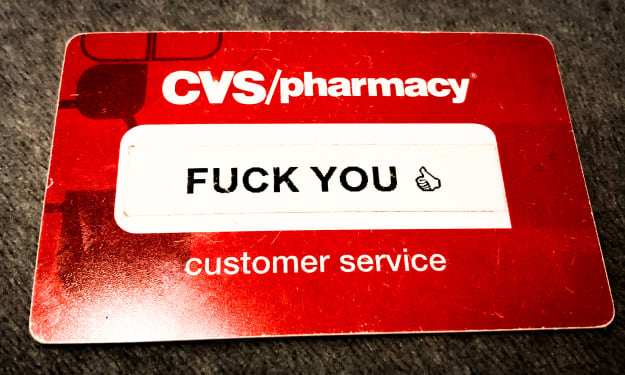 CVS/pharmacy®
FUCK YOU 👍
customer service